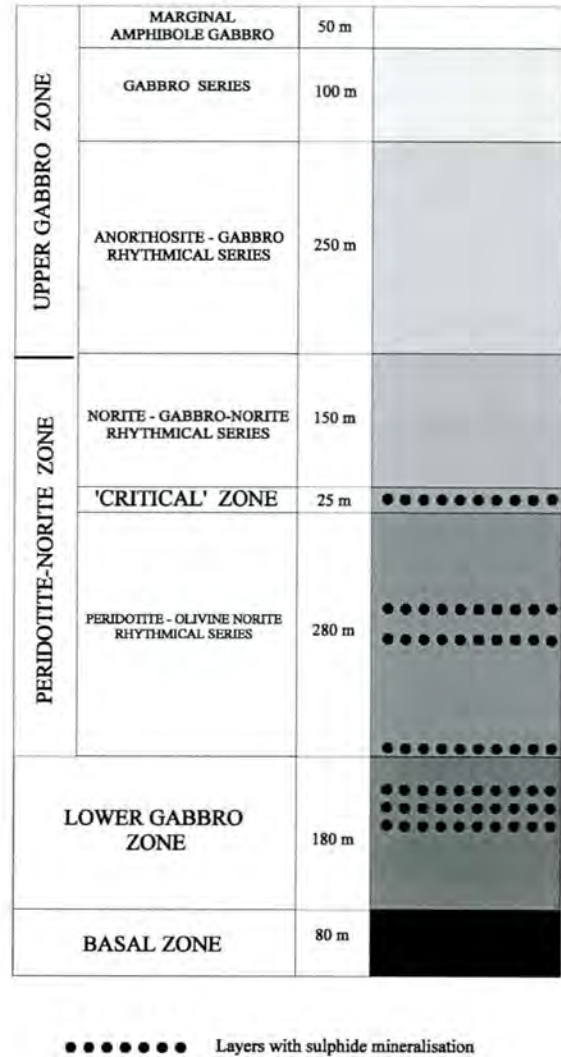 UPPER GABBRO ZONE
MARGINAL
AMPHIBOLE GABBRO
50 m
GABBRO SERIES
100 m
ANORTHOSITE - GABBRO
RHYTHMICAL SERIES
250 m
PERIDOTITE-NORITE ZONE
NORITE - GABBRO-NORITE
RHYTHMICAL SERIES
150 m
'CRITICAL' ZONE
25 m
PERIDOTITE - OLIVINE NORITE
RHYTHMICAL SERIES
280 m
LOWER GABBRO
ZONE
180 m
BASAL ZONE
80 m
Layers with sulphide mineralisation